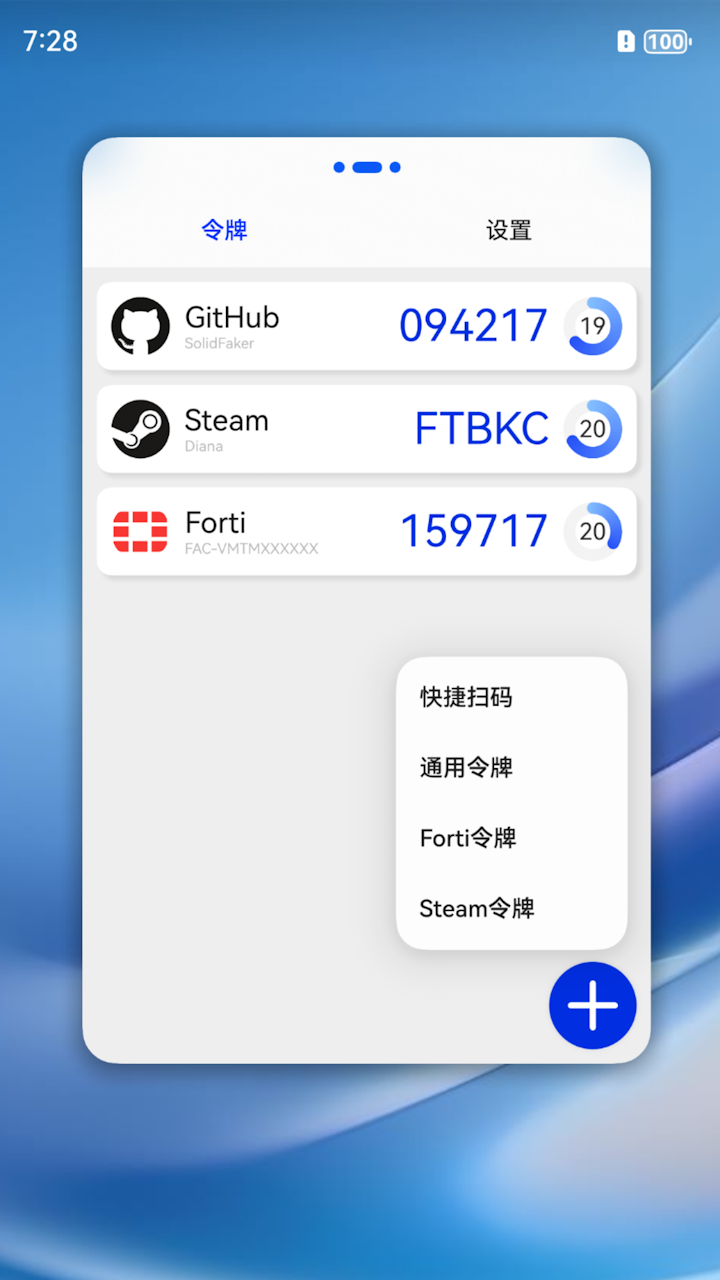 7:28
100
令牌
设置
GitHub
SolidFaker
094217
19
Steam
Diana
FTBKC
20
Forti
FAC-VMTMXXXXXX
159717
20
快捷扫码
通用令牌
Forti令牌
Steam令牌